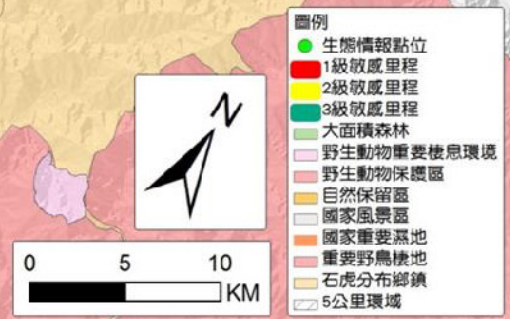 圖例
生態情報點位
1級敏感里程
2級敏感里程
3級敏感里程
大面積森林
野生動物重要棲息環境
野生動物保護區
自然保留區
國家風景區
國家重要濕地
重要野鳥棲地
石虎分布鄉鎮
5公里環域
N
0 5 10
KM